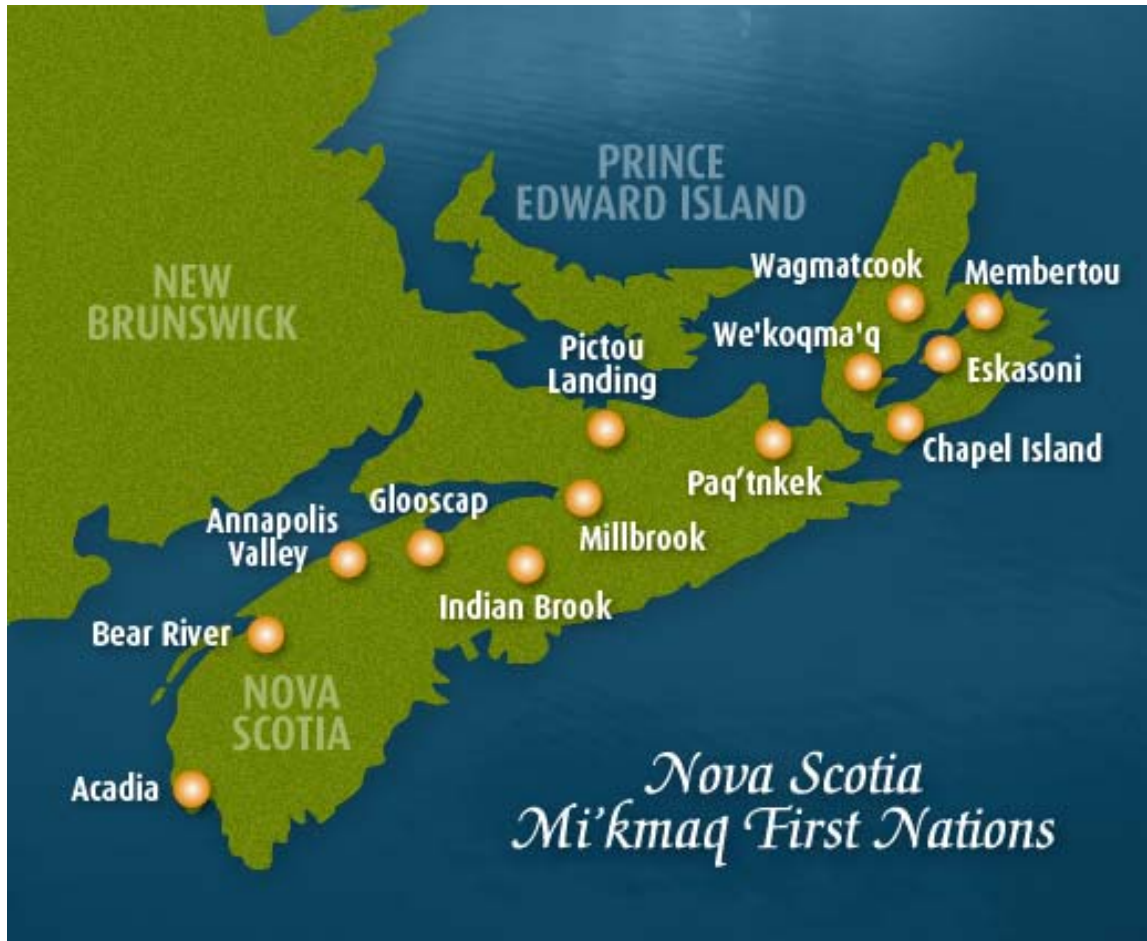 PRINCE
EDWARD ISLAND
NEW
BRUNSWICK
Wagmatcook
Membertou
We'koqma'q
Eskasoni
Pictou
Landing
Chapel Island
Paq’tnkek
Glooscap
Annapolis
Valley
Millbrook
Indian Brook
Bear River
NOVA
SCOTIA
Acadia
Nova Scotia
Mi’kmaq First Nations